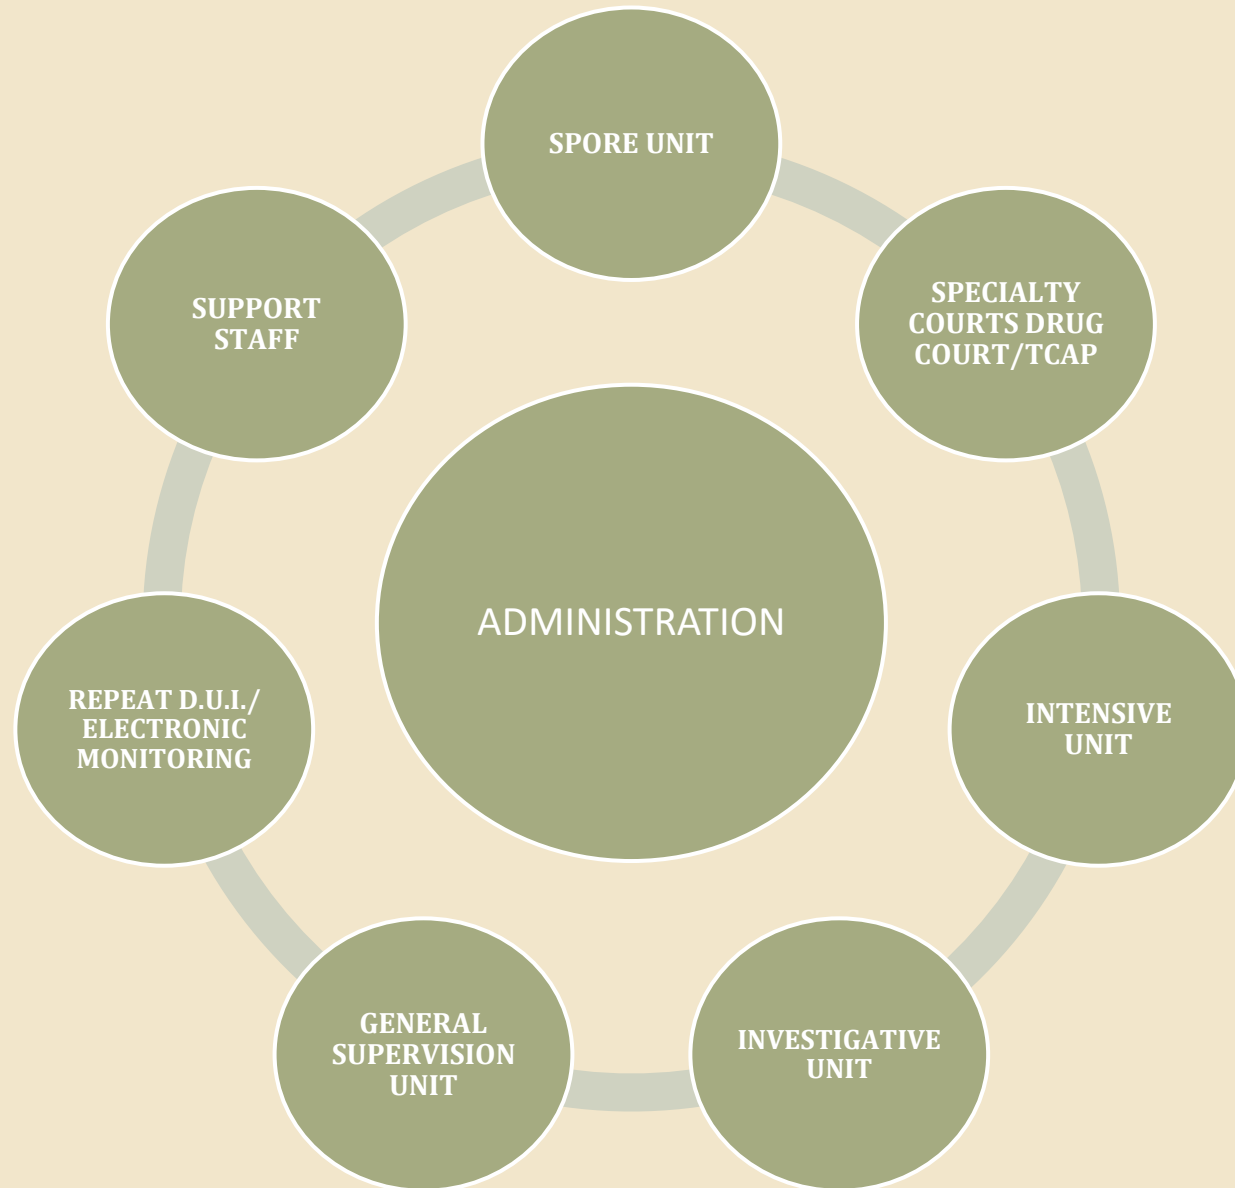 SPORE UNIT
SPECIALTY
COURTS DRUG
COURT/TCAP
INTENSIVE
UNIT
INVESTIGATIVE
UNIT
GENERAL
SUPERVISION
UNIT
REPEAT D.U.I./
ELECTRONIC
MONITORING
SUPPORT
STAFF
ADMINISTRATION